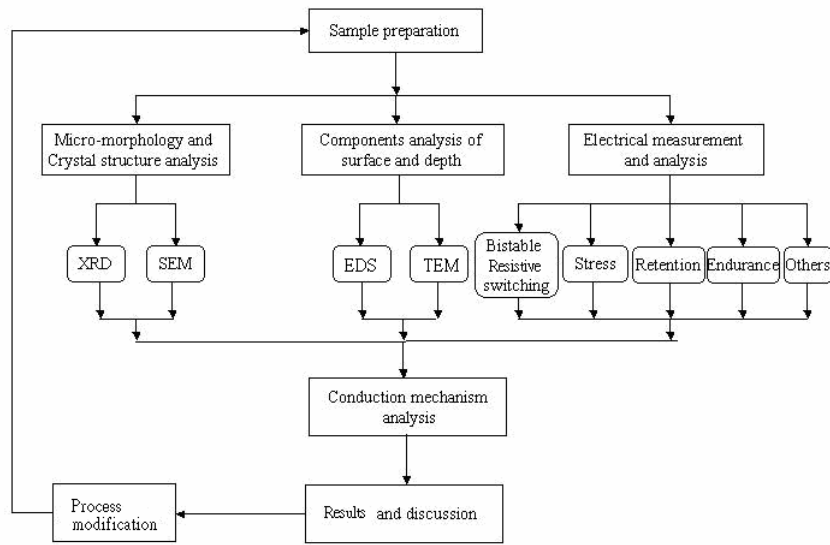 Sample preparation
Micro-morphology and
Crystal structure analysis
Components analysis of
surface and depth
Electrical measurement
and analysis
XRD
SEM
EDS
TEM
Bistable
Resistive
switching
Stress
Retention
Endurance
Others
Conduction mechanism
analysis
Process
modification
Results and discussion